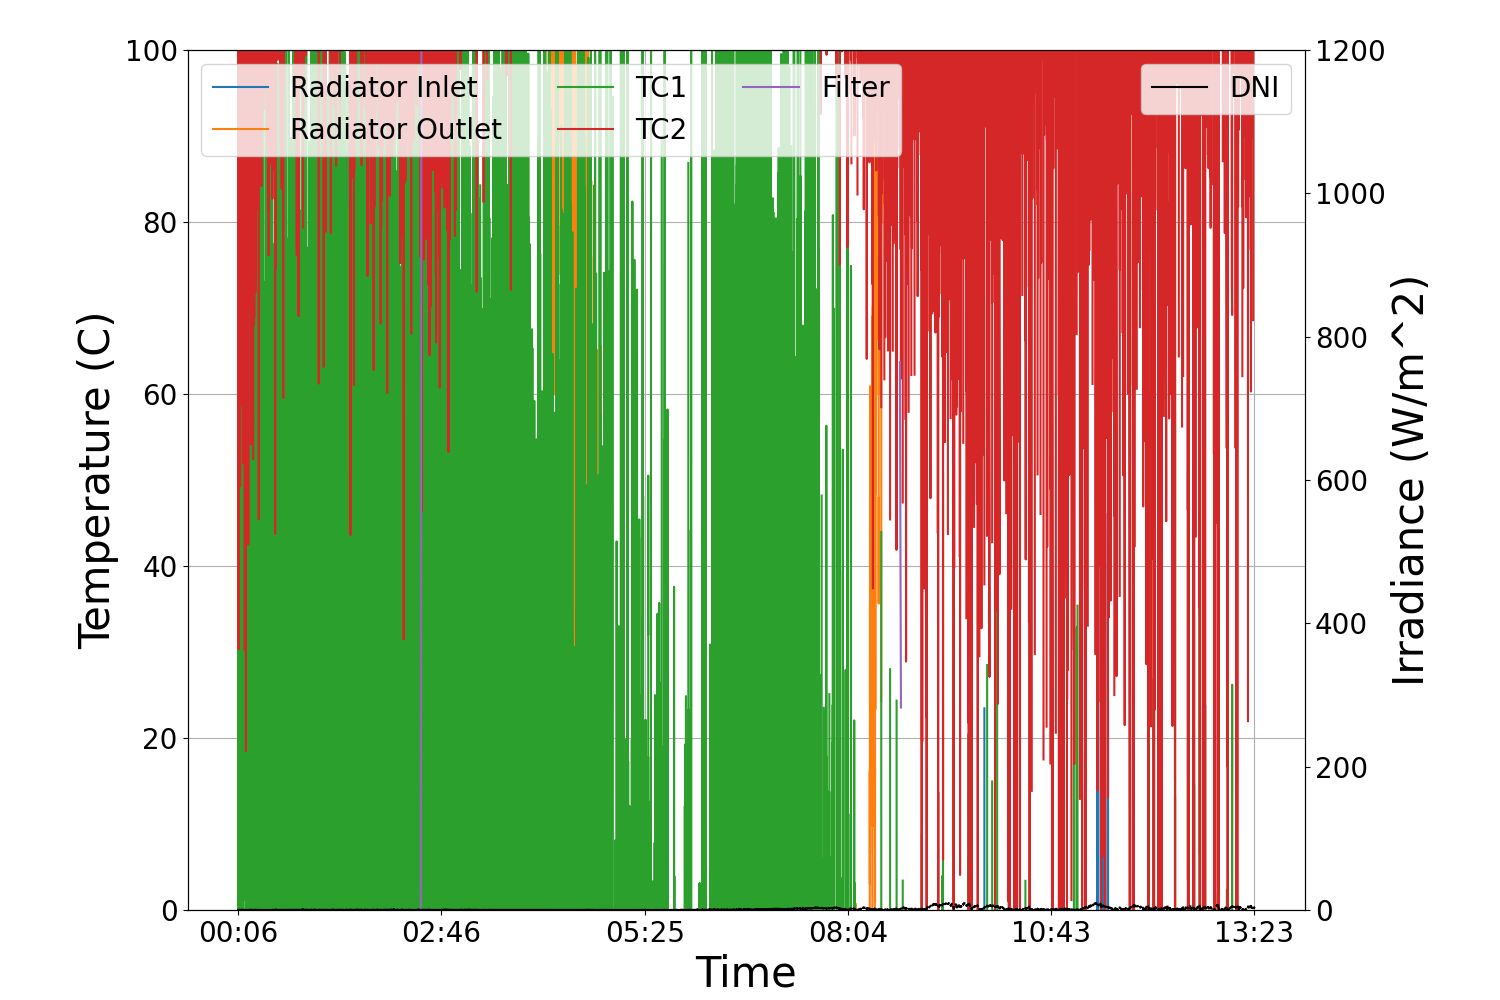 100
80
60
40
20
0
Temperature (C)
Radiator Inlet
Radiator Outlet
TC1
TC2
Filter
DNI
1200
1000
800
600
400
200
0
Irradiance (W/m^2)
00:06 02:46 05:25 08:04 10:43 13:23
Time